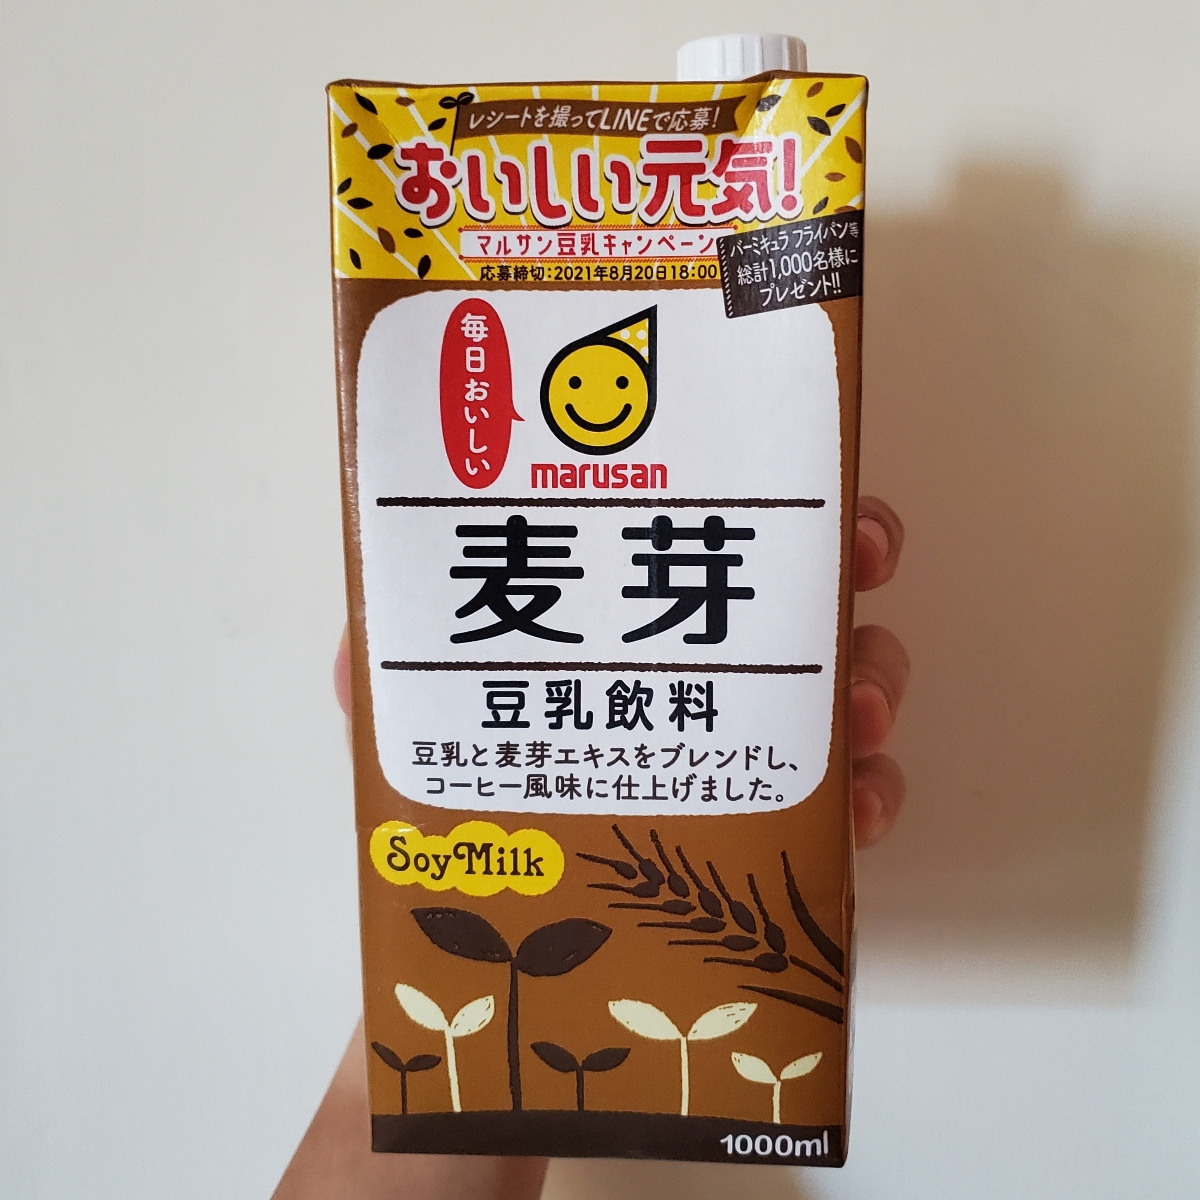 レシートを撮ってLINEで応募!
おいしい元気!
マルサン豆乳キャンペーン
応募締切:2021年8月20日18:00
バーミキュラ フライパン等
総計1,000名様に
プレゼント!!
毎日おいしい
marusan
麦芽
豆乳飲料
豆乳と麦芽エキスをブレンドし、
コーヒー風味に仕上げました。
Soy Milk
1000ml